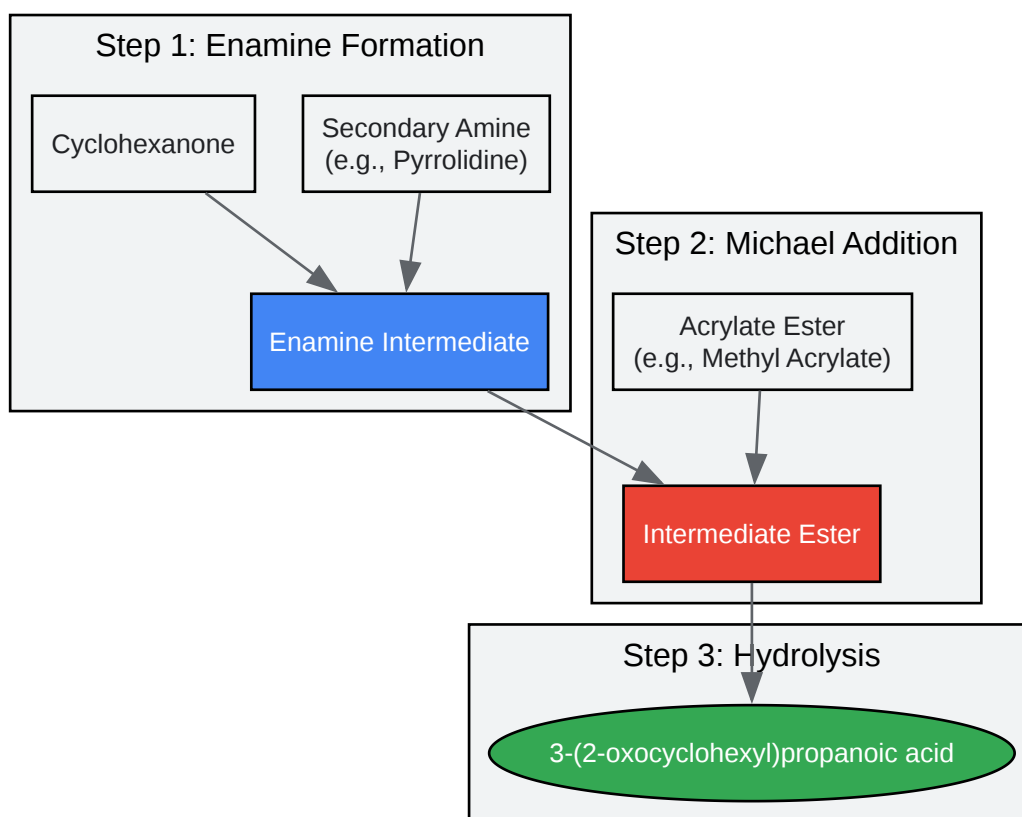 Step 1: Enamine Formation
Cyclohexanone
Secondary Amine
(e.g., Pyrrolidine)
Enamine Intermediate
Step 2: Michael Addition
Acrylate Ester
(e.g., Methyl Acrylate)
Intermediate Ester
Step 3: Hydrolysis
3-(2-oxocyclohexyl)propanoic acid